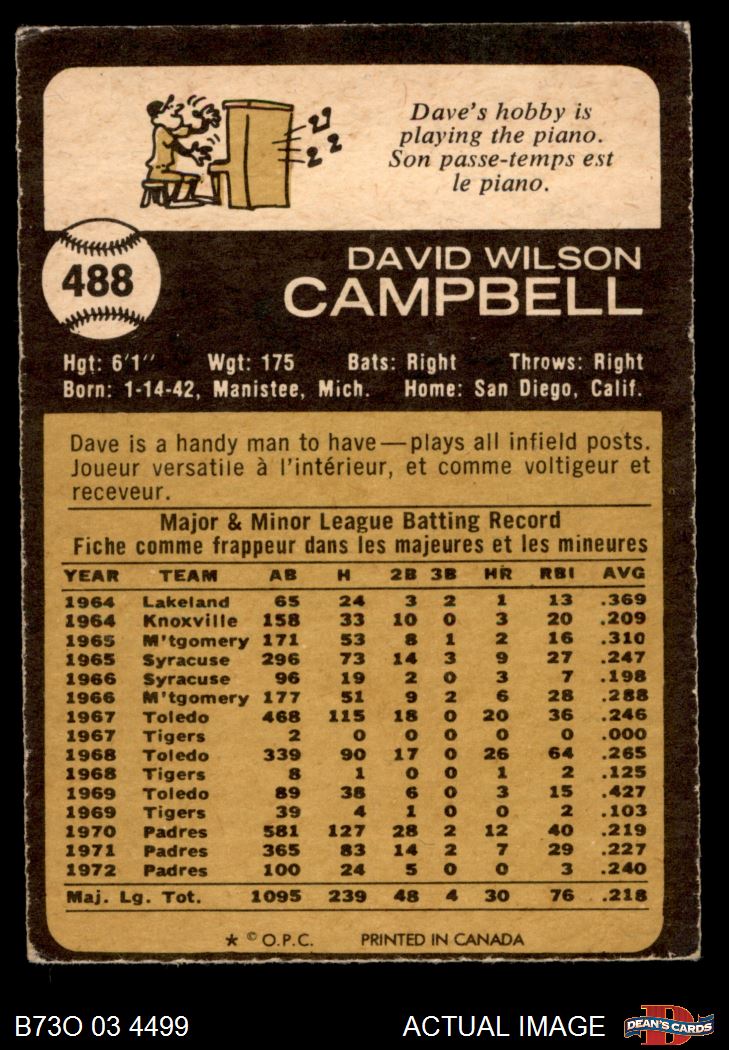 Dave's hobby is
playing the piano.
Son passe-temps est
le piano.
488
DAVID WILSON
CAMPBELL
Hgt: 6'1" Wgt: 175 Bats: Right Throws: Right
Born: 1-14-42, Manistee, Mich. Home: San Diego, Calif.
Dave is a handy man to have—plays all infield posts.
Joueur versatile à l'intérieur, et comme voltigeur et
receveur.
Major & Minor League Batting Record
Fiche comme frappeur dans les majeures et les mineures
YEAR TEAM AB H 2B 3B HR RBI AVG
1964 Lakeland 65 24 3 2 1 13 .369
1964 Knoxville 158 33 10 0 3 20 .209
1965 M'tgomery 171 53 8 1 2 16 .310
1965 Syracuse 296 73 14 3 9 27 .247
1966 Syracuse 96 19 2 0 3 7 .198
1966 M'tgomery 177 51 9 2 6 28 .288
1967 Toledo 468 115 18 0 20 36 .246
1967 Tigers 2 0 0 0 0 0 .000
1968 Toledo 339 90 17 0 26 64 .265
1968 Tigers 8 1 0 0 1 2 .125
1969 Toledo 89 38 6 0 3 15 .427
1969 Tigers 39 4 1 0 0 2 .103
1970 Padres 581 127 28 2 12 40 .219
1971 Padres 365 83 14 2 7 29 .227
1972 Padres 100 24 5 0 0 3 .240
Maj. Lg. Tot. 1095 239 48 4 30 76 .218
* © O.P.C. PRINTED IN CANADA
B73O 03 4499 ACTUAL IMAGE D DEAN'S CARDS